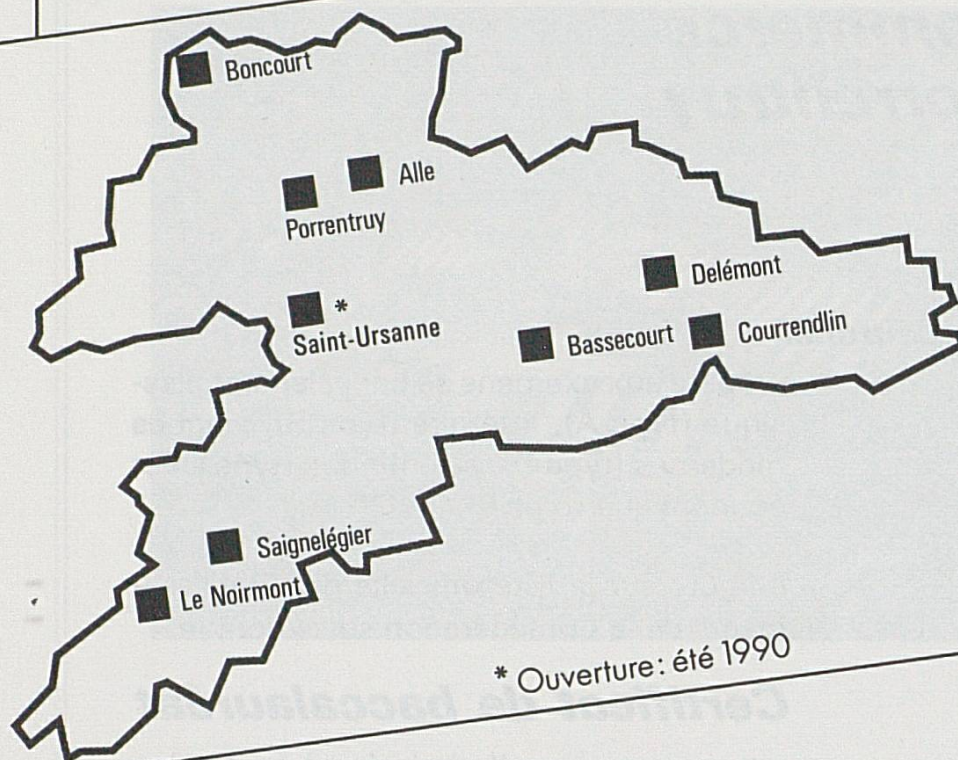 Boncourt
Alle
Porrentruy
Delémont
*
Saint-Ursanne
Bassecourt
Courrendlin
Saignelégier
Le Noirmont
* Ouverture: été 1990